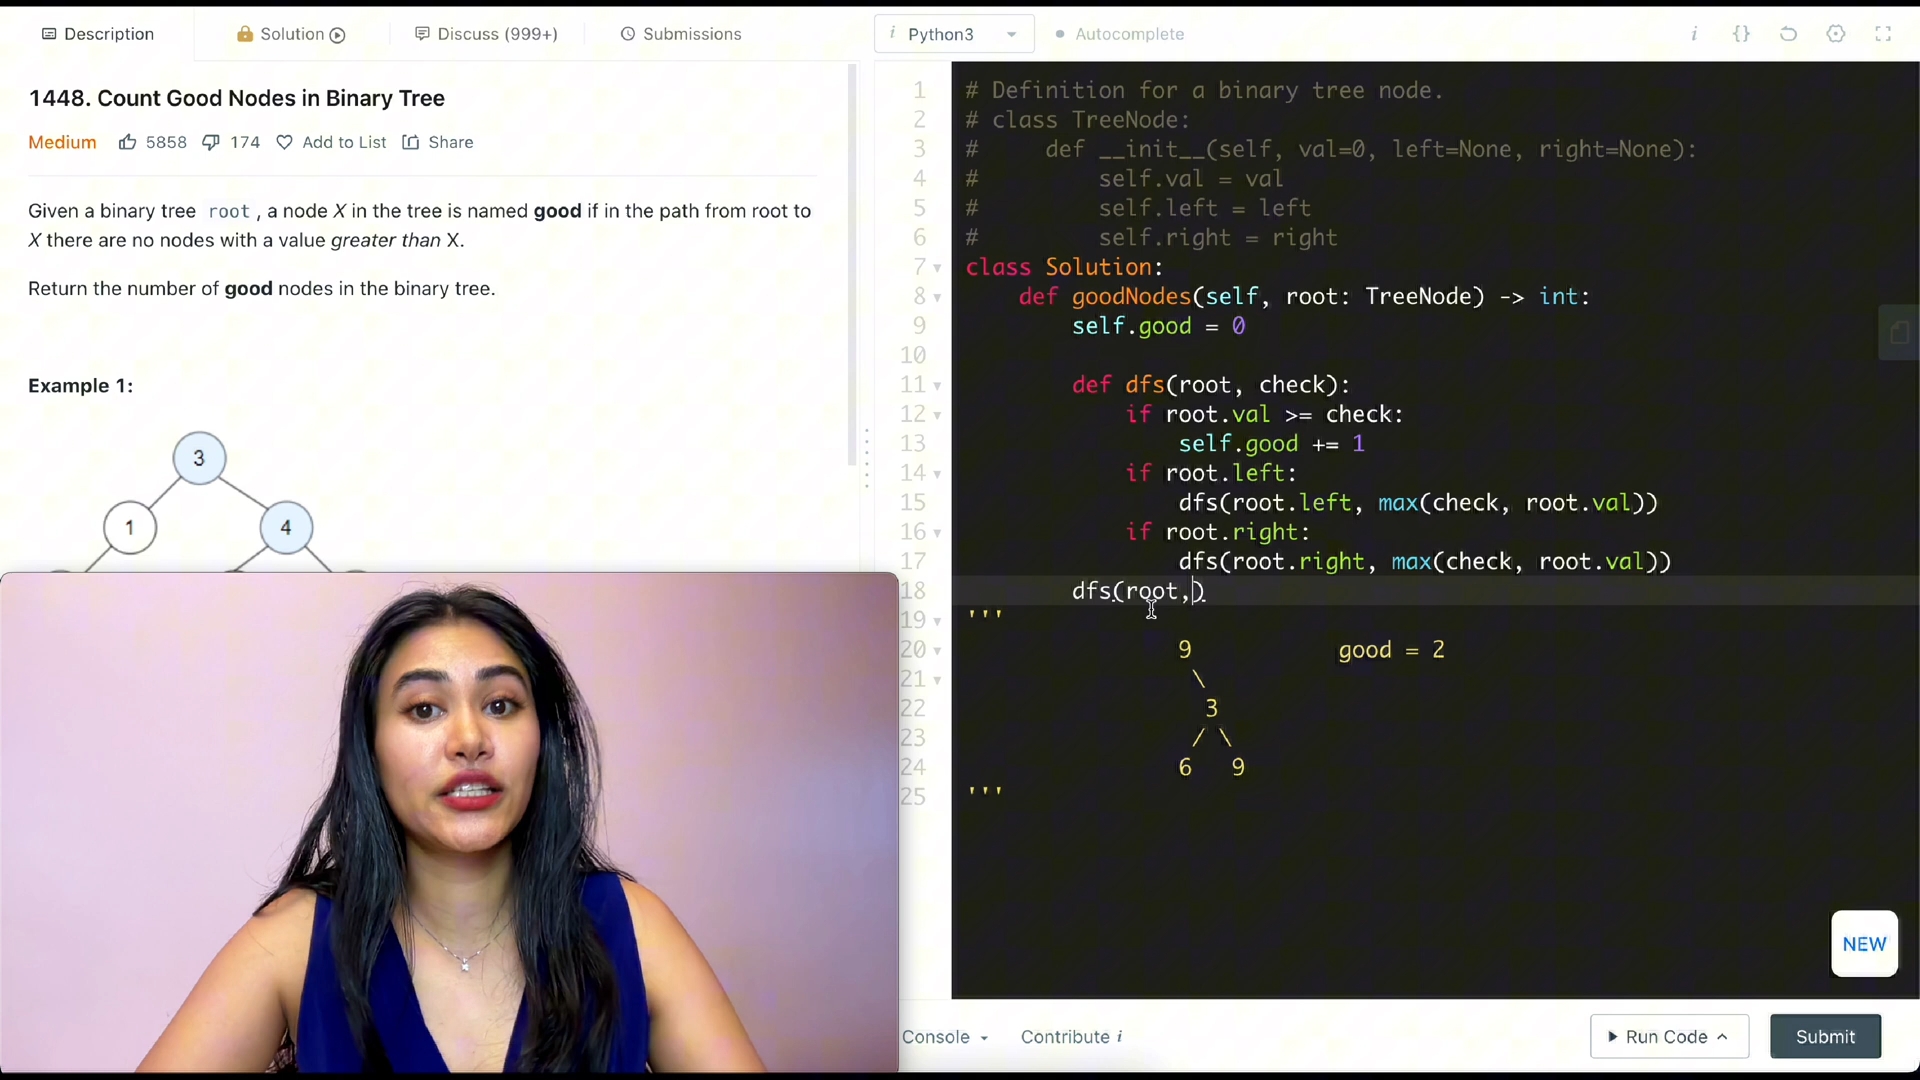 Description
Solution
Discuss (999+)
Submissions
i Python3
Autocomplete
i {}
1448. Count Good Nodes in Binary Tree
Medium 5858 174 Add to List Share
Given a binary tree root , a node X in the tree is named good if in the path from root to
X there are no nodes with a value greater than X.
Return the number of good nodes in the binary tree.
Example 1:
3
1 4
1 # Definition for a binary tree node.
2 # class TreeNode:
3 #     def __init__(self, val=0, left=None, right=None):
4 #         self.val = val
5 #         self.left = left
6 #         self.right = right
7 class Solution:
8     def goodNodes(self, root: TreeNode) -> int:
9         self.good = 0
10
11         def dfs(root, check):
12             if root.val >= check:
13                 self.good += 1
14             if root.left:
15                 dfs(root.left, max(check, root.val))
16             if root.right:
17                 dfs(root.right, max(check, root.val))
18         dfs(root,)
19 '''
20                 9           good = 2
21                  \
22                   3
23                  / \
24                 6   9
25 '''
NEW
Console
Contribute i
Run Code
Submit